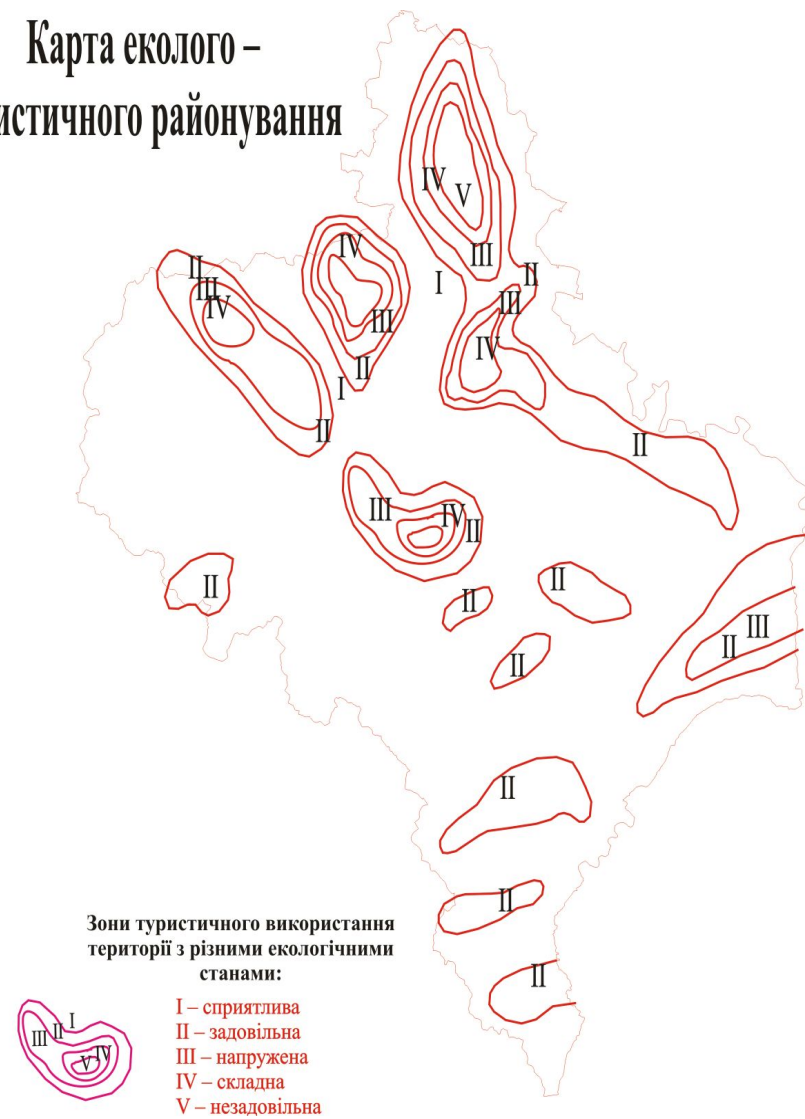 Карта еколого –
истичного районування
IV
V
III
I
II
III
IV
II
IV
III
II
I
II
III
IV
II
III
IV
II
II
II
II
II
III
II
II
II
II
Зони туристичного використання
території з різними екологічними
станами:
I
II
III
IV
V
I – сприятлива
II – задовільна
III – напружена
IV – складна
V – незадовільна